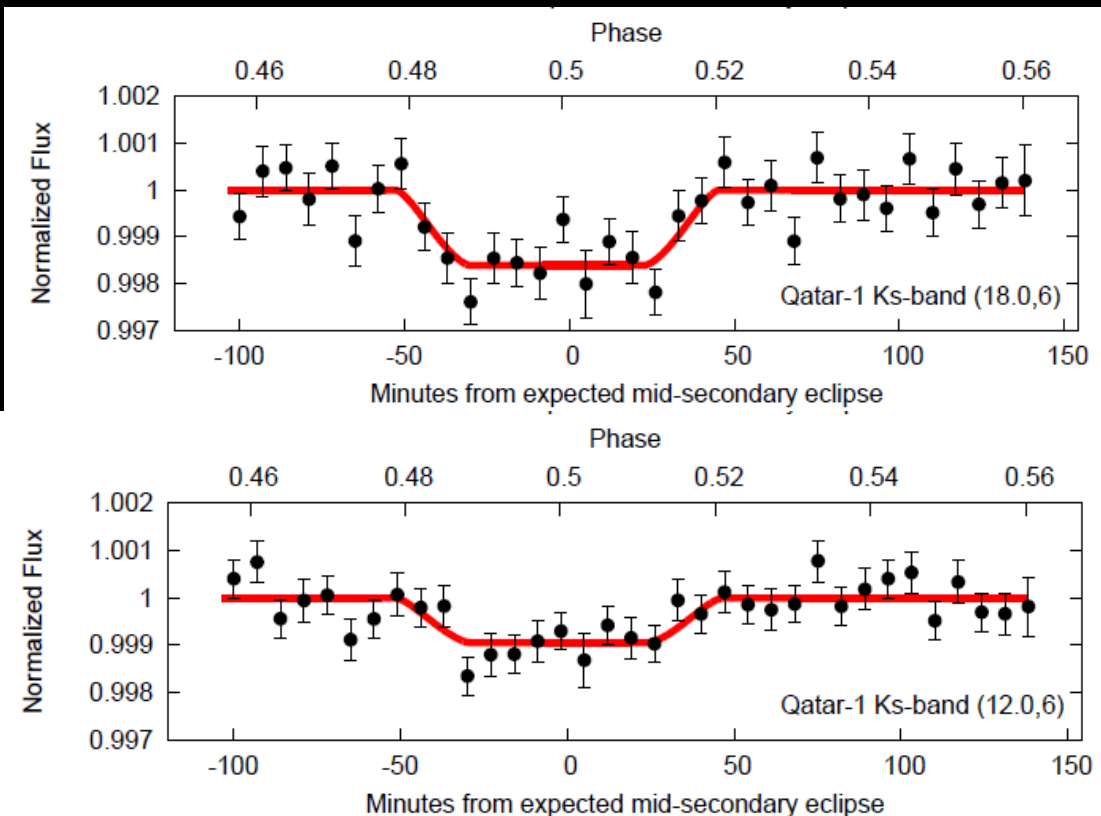 Phase
0.46 0.48 0.5 0.52 0.54 0.56
1.002
1.001
1
0.999
0.998
0.997
Normalized Flux
Qatar-1 Ks-band (18.0,6)
-100 -50 0 50 100 150
Minutes from expected mid-secondary eclipse
Phase
0.46 0.48 0.5 0.52 0.54 0.56
1.002
1.001
1
0.999
0.998
0.997
Normalized Flux
Qatar-1 Ks-band (12.0,6)
-100 -50 0 50 100 150
Minutes from expected mid-secondary eclipse